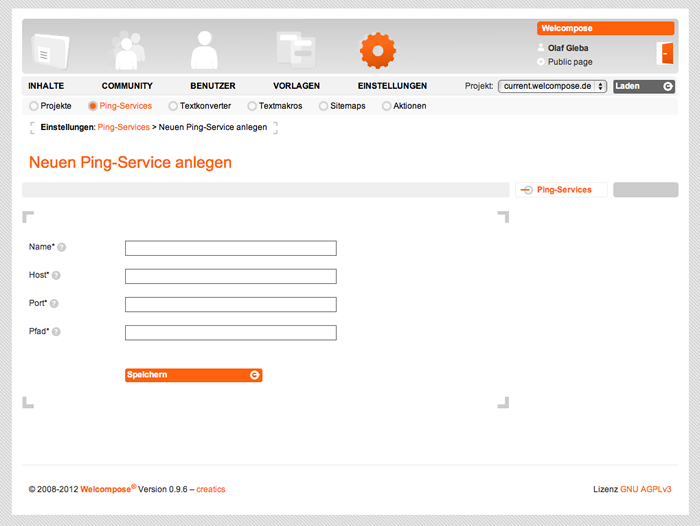 Welcompose
Olaf Gleba
Public page
INHALTE COMMUNITY BENUTZER VORLAGEN EINSTELLUNGEN Projekt: current.welcompose.de Laden
Projekte Ping-Services Textkonverter Textmakros Sitemaps Aktionen
Einstellungen: Ping-Services > Neuen Ping-Service anlegen
Neuen Ping-Service anlegen
Ping-Services
Name* ?
Host* ?
Port* ?
Pfad* ?
Speichern
© 2008-2012 Welcompose® Version 0.9.6 – creatics Lizenz GNU AGPLv3